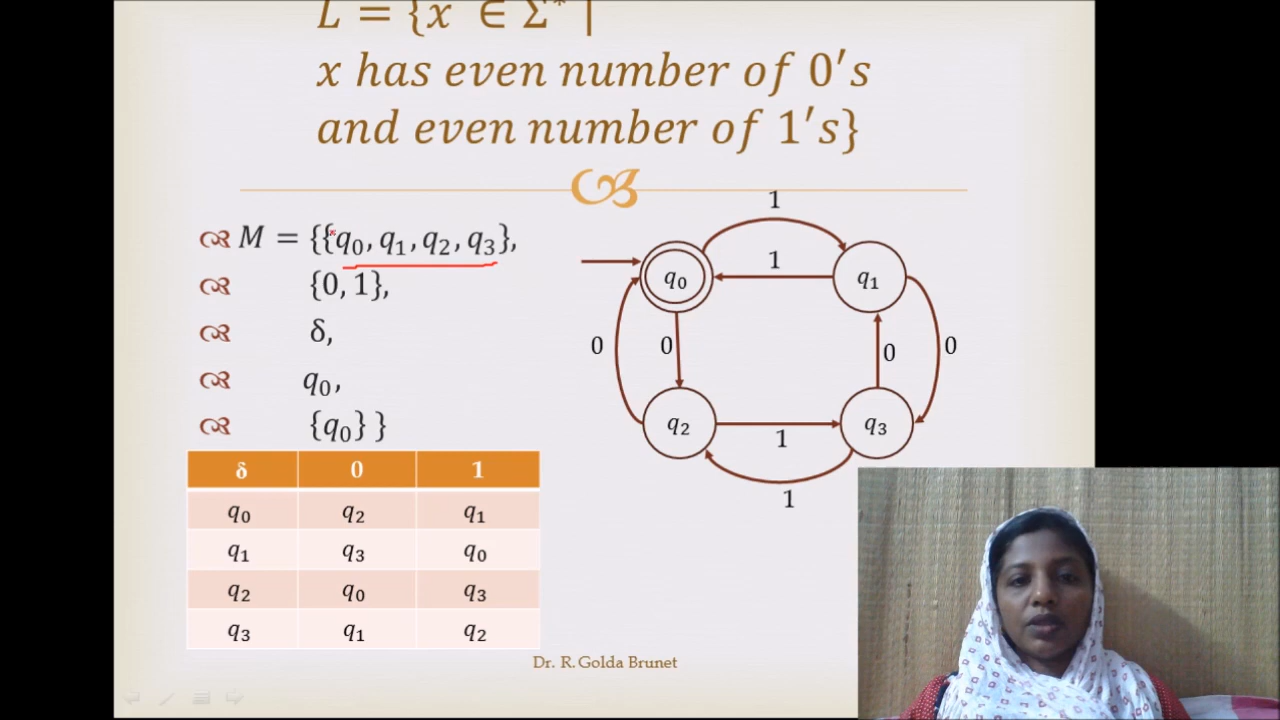 L = {x ∈ Σ* |
x has even number of 0's
and even number of 1's}
M = {{q₀, q₁, q₂, q₃},
{0, 1},
δ,
q₀,
{q₀} }
1
q₀
1
q₁
0
0
0
0
q₂
1
q₃
1
δ 0 1
q₀ q₂ q₁
q₁ q₃ q₀
q₂ q₀ q₃
q₃ q₁ q₂
Dr. R. Golda Brunet